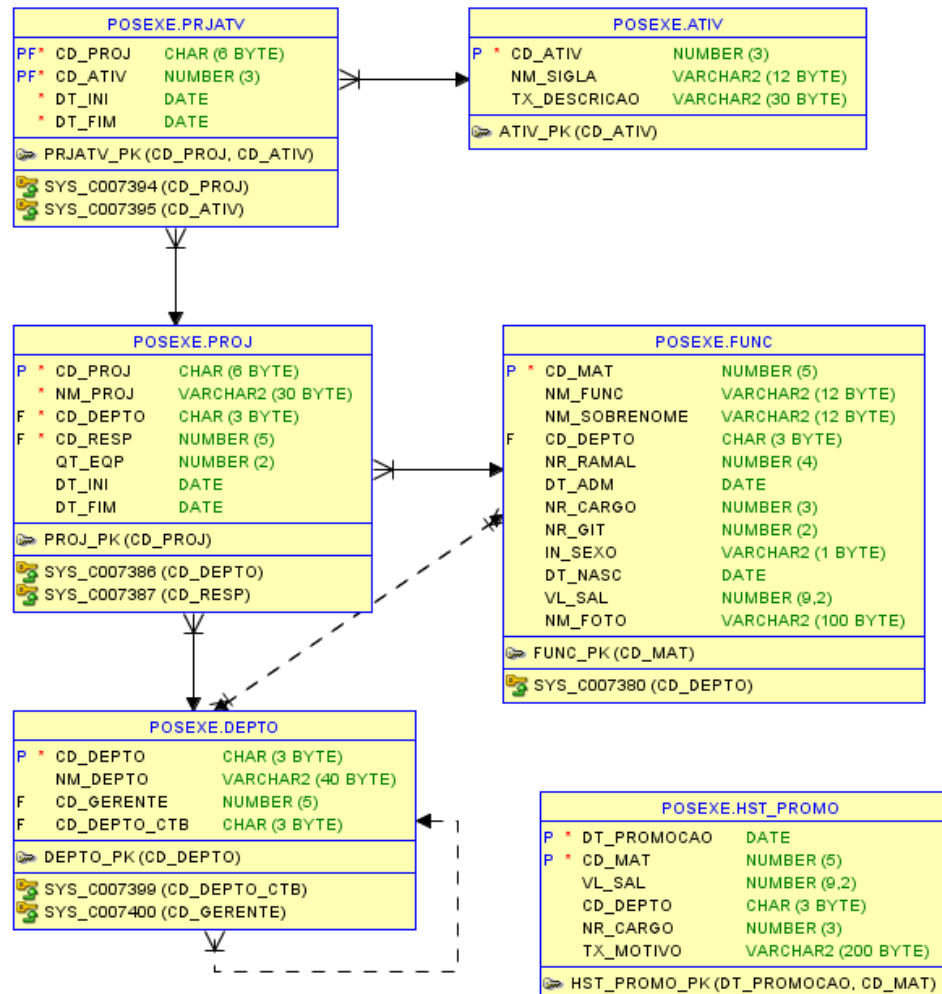 POSEXE.PRJATV
PF* CD_PROJ CHAR (6 BYTE)
PF* CD_ATIV NUMBER (3)
* DT_INI DATE
* DT_FIM DATE
PRJATV_PK (CD_PROJ, CD_ATIV)
SYS_C007394 (CD_PROJ)
SYS_C007395 (CD_ATIV)
POSEXE.ATIV
P * CD_ATIV NUMBER (3)
NM_SIGLA VARCHAR2 (12 BYTE)
TX_DESCRICAO VARCHAR2 (30 BYTE)
ATIV_PK (CD_ATIV)
POSEXE.PROJ
P * CD_PROJ CHAR (6 BYTE)
* NM_PROJ VARCHAR2 (30 BYTE)
F * CD_DEPTO CHAR (3 BYTE)
F * CD_RESP NUMBER (5)
QT_EQP NUMBER (2)
DT_INI DATE
DT_FIM DATE
PROJ_PK (CD_PROJ)
SYS_C007386 (CD_DEPTO)
SYS_C007387 (CD_RESP)
POSEXE.FUNC
P * CD_MAT NUMBER (5)
NM_FUNC VARCHAR2 (12 BYTE)
NM_SOBRENOME VARCHAR2 (12 BYTE)
F CD_DEPTO CHAR (3 BYTE)
NR_RAMAL NUMBER (4)
DT_ADM DATE
NR_CARGO NUMBER (3)
NR_GIT NUMBER (2)
IN_SEXO VARCHAR2 (1 BYTE)
DT_NASC DATE
VL_SAL NUMBER (9,2)
NM_FOTO VARCHAR2 (100 BYTE)
FUNC_PK (CD_MAT)
SYS_C007380 (CD_DEPTO)
POSEXE.DEPTO
P * CD_DEPTO CHAR (3 BYTE)
NM_DEPTO VARCHAR2 (40 BYTE)
F CD_GERENTE NUMBER (5)
F CD_DEPTO_CTB CHAR (3 BYTE)
DEPTO_PK (CD_DEPTO)
SYS_C007399 (CD_DEPTO_CTB)
SYS_C007400 (CD_GERENTE)
POSEXE.HST_PROMO
P * DT_PROMOCAO DATE
P * CD_MAT NUMBER (5)
VL_SAL NUMBER (9,2)
CD_DEPTO CHAR (3 BYTE)
NR_CARGO NUMBER (3)
TX_MOTIVO VARCHAR2 (200 BYTE)
HST_PROMO_PK (DT_PROMOCAO, CD_MAT)